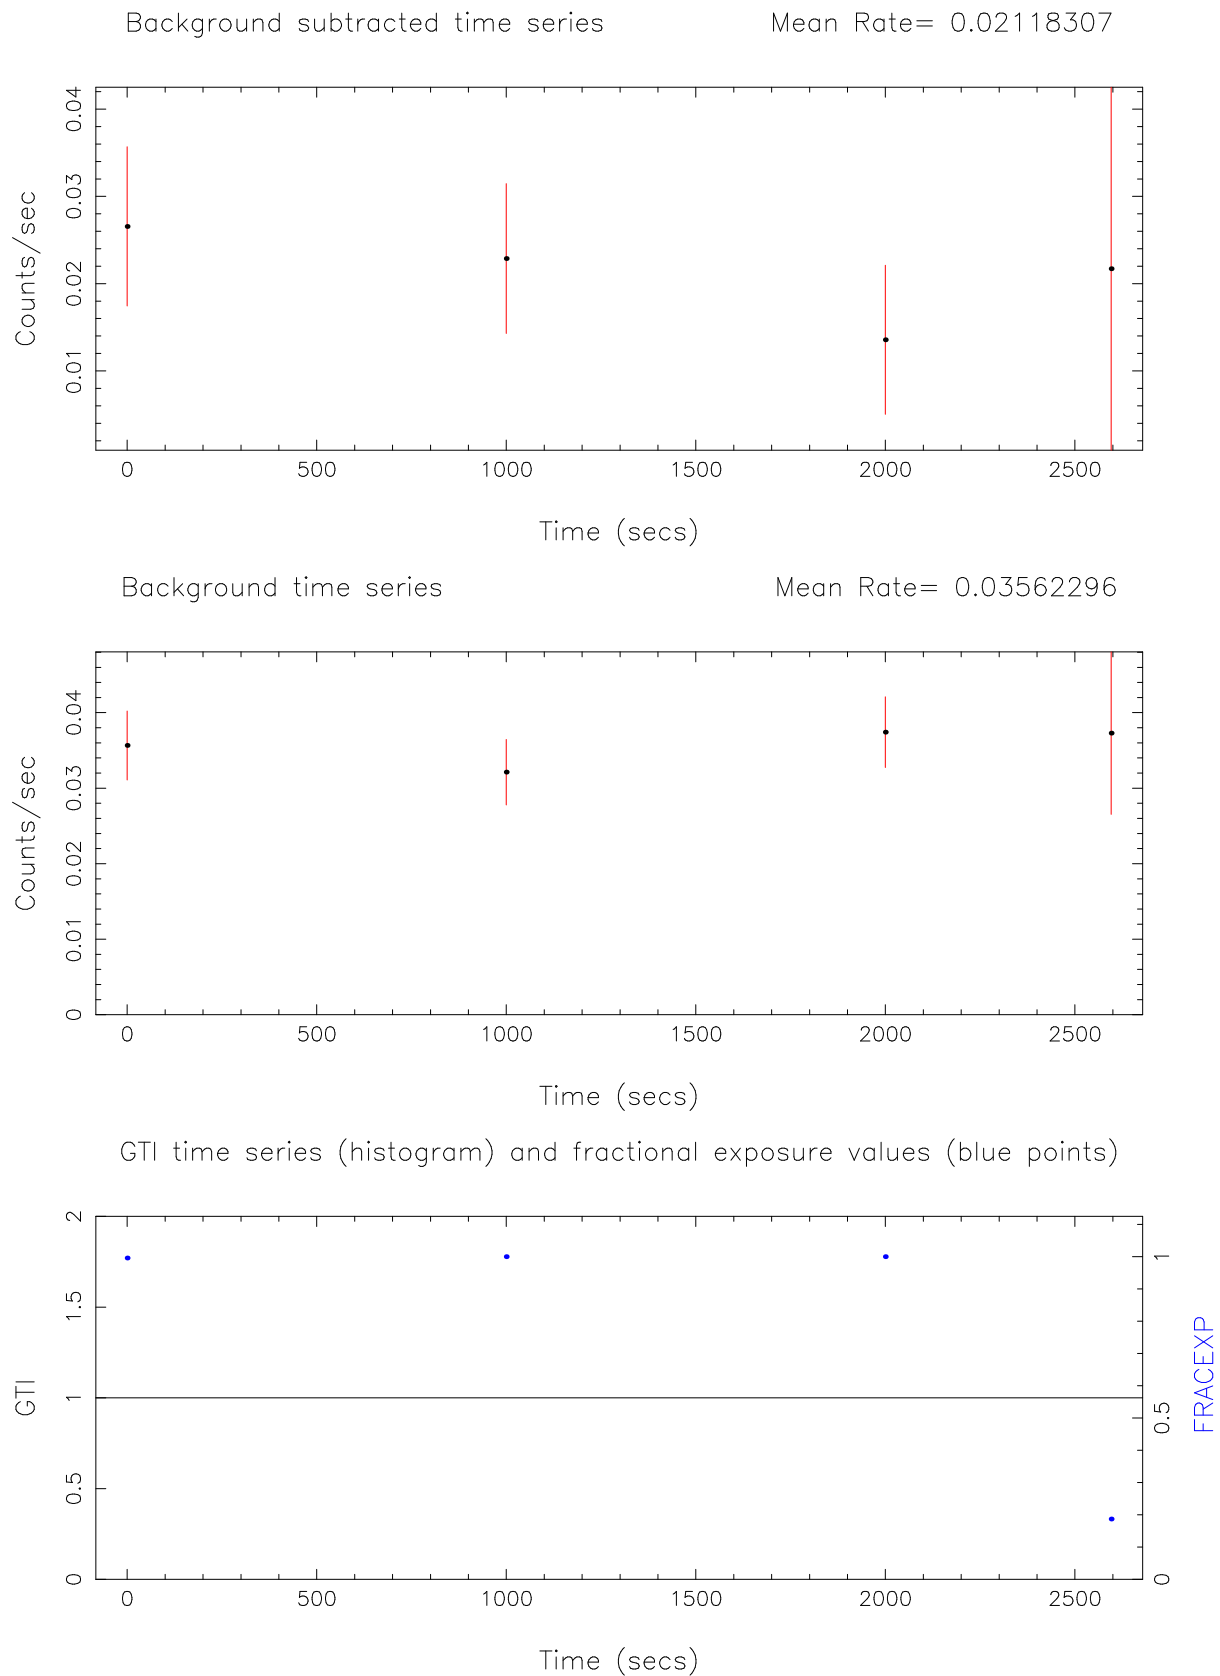 Background subtracted time series Mean Rate= 0.02118307
0.04
0.03
0.02
0.01
Counts/sec
0 500 1000 1500 2000 2500
Time (secs)
Background time series Mean Rate= 0.03562296
0.04
0.03
0.02
0.01
0
Counts/sec
0 500 1000 1500 2000 2500
Time (secs)
GTI time series (histogram) and fractional exposure values (blue points)
2
1.5
1
0.5
0
GTI
1
0.5
0
FRACEXP
0 500 1000 1500 2000 2500
Time (secs)